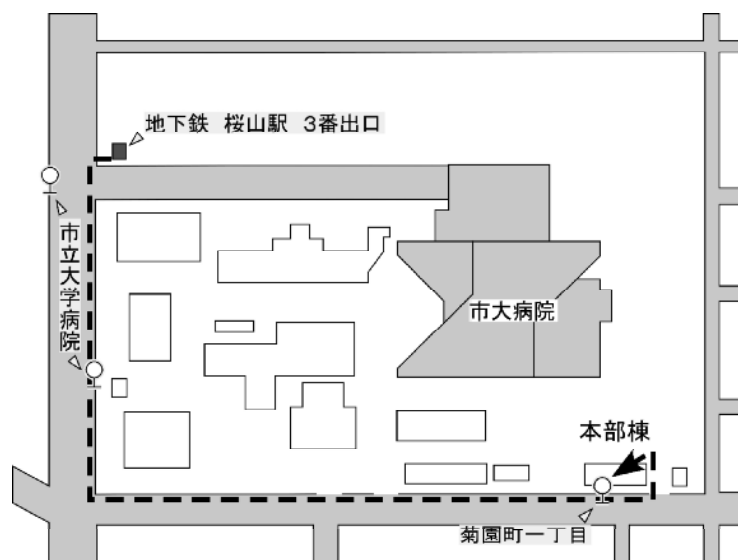 地下鉄 桜山駅 3番出口
市立大学病院
市大病院
本部棟
菊園町一丁目